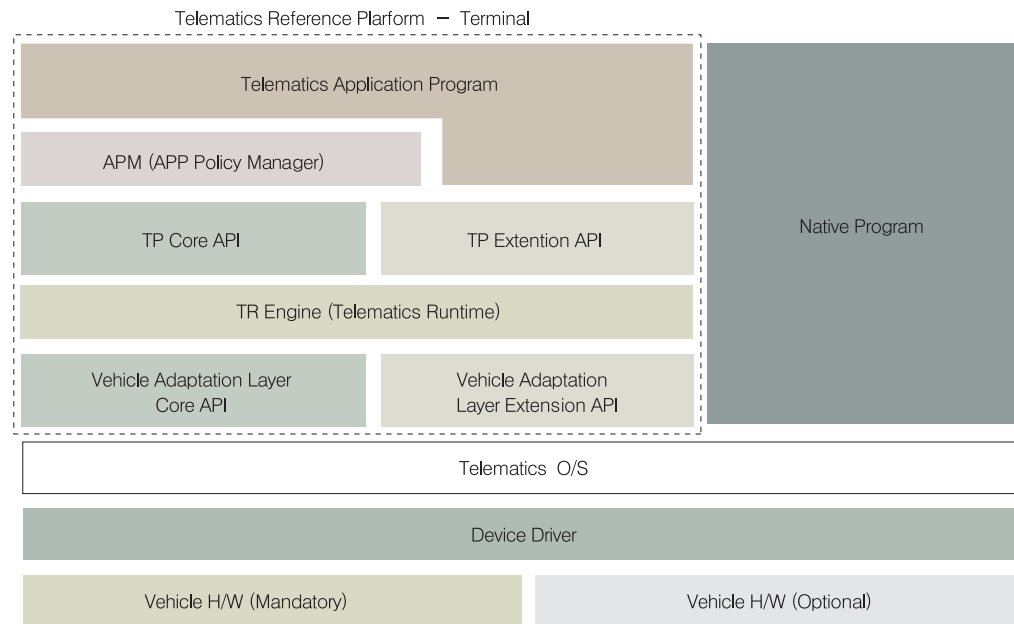 Telematics Reference Plarform – Terminal
Telematics Application Program
APM (APP Policy Manager)
Native Program
TP Core API
TP Extention API
TR Engine (Telematics Runtime)
Vehicle Adaptation Layer
Core API
Vehicle Adaptation
Layer Extension API
Telematics O/S
Device Driver
Vehicle H/W (Mandatory)
Vehicle H/W (Optional)